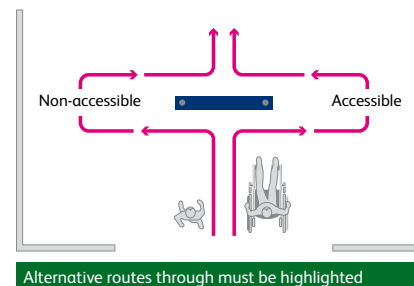 Non-accessible
Accessible
Alternative routes through must be highlighted